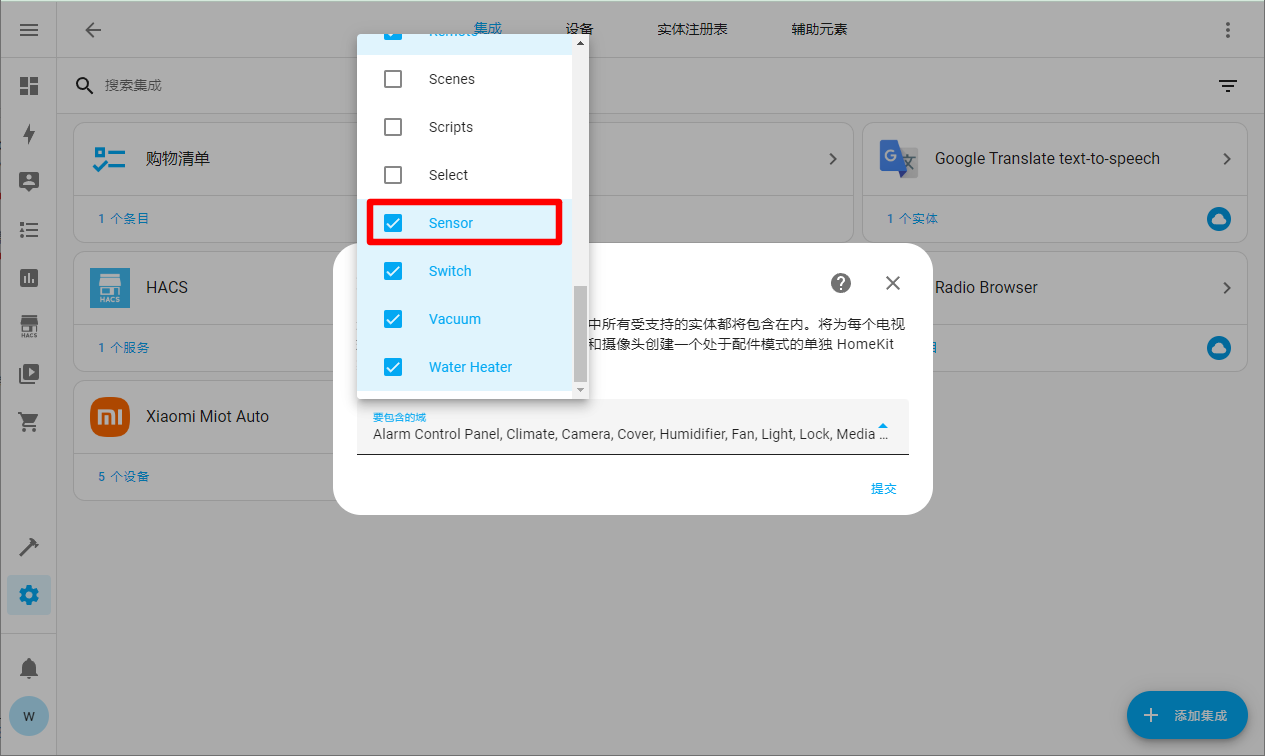 集成
设备
实体注册表
辅助元素
搜索集成
Remote
Scenes
Scripts
Select
Sensor
Switch
Vacuum
Water Heater
购物清单
1 个条目
Google Translate text-to-speech
1 个实体
HACS
HACS
1 个服务
Radio Browser
Xiaomi Miot Auto
5 个设备
中所有受支持的实体都将包含在内。将为每个电视
和摄像头创建一个处于配件模式的单独 HomeKit
要包含的域
Alarm Control Panel, Climate, Camera, Cover, Humidifier, Fan, Light, Lock, Media ...
提交
HACS
W
添加集成